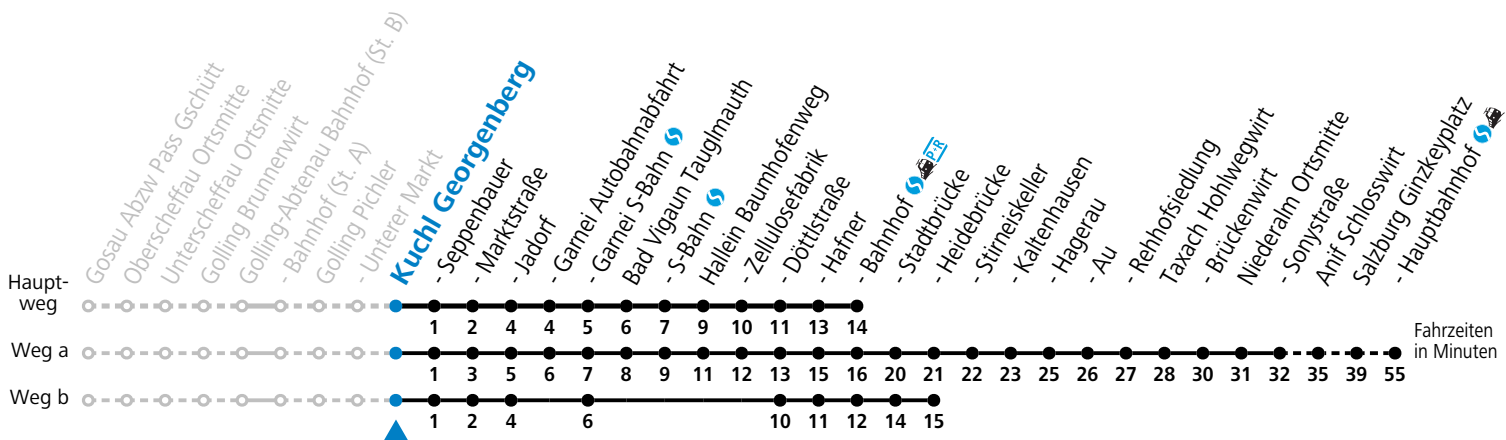 Gosau Abzw Pass Gschütt
Oberscheffau Ortsmitte
Unterscheffau Ortsmitte
Golling Brunnerwirt
Golling-Abtenau Bahnhof (St. B)
- Bahnhof (St. A)
Golling Pichler
- Unterer Markt
Kuchl Georgenberg
- Seppenbauer
- Marktstraße
- Jadorf
- Garnei Autobahnabfahrt
- Garnei S-Bahn
Bad Vigaun Tauglmauth
- S-Bahn
Hallein Baumhofenweg
- Zellulosefabrik
- Döttlstraße
- Hafner
- Bahnhof P+R
- Stadtbrücke
- Heidebrücke
- Stirneiskeller
- Kaltenhausen
- Hagerau
- Au
- Rehhofsiedlung
Taxach Hohlwegwirt
- Brückenwirt
Niederalm Ortsmitte
- Sonystraße
Anif Schlosswirt
Salzburg Ginzkeyplatz
- Hauptbahnhof
Haupt-
weg
1 2 4 4 5 6 7 9 10 11 13 14
Weg a
1 3 5 6 7 8 9 11 12 13 15 16 20 21 22 23 25 26 27 28 30 31 32 35 39 55
Fahrzeiten
in Minuten
Weg b
1 2 4 6 10 11 12 14 15